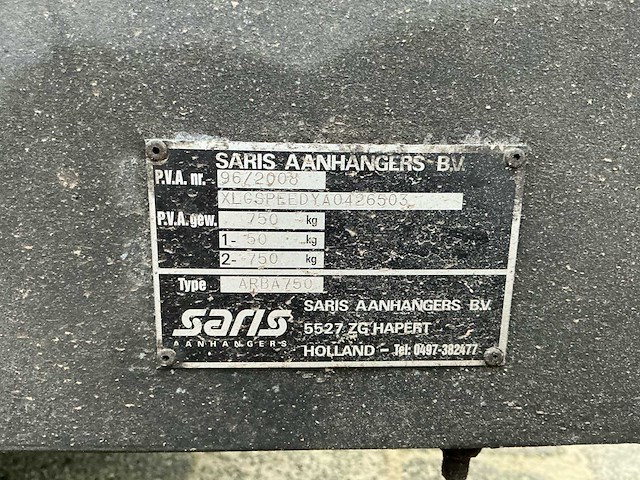 SARIS AANHANGERS B.V.
P.V.A. nr. 96/2008
XLGSPEEDYA0426503
P.V.A. gew. 750 kg
1- 50 kg
2- 750 kg
Type ARBA750
saris
AANHANGERS
SARIS AANHANGERS B.V.
5527 ZG HAPERT
HOLLAND - Tel: 0497-382477